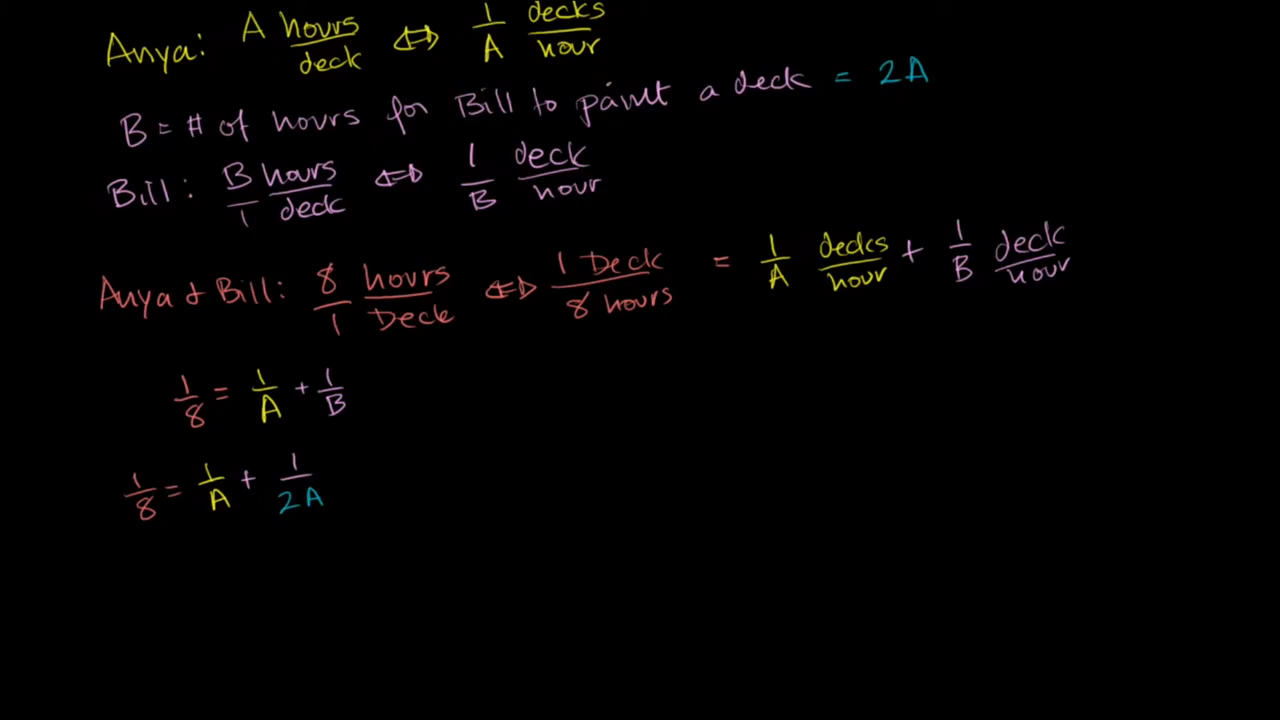 Anya: A hours/deck ⇔ 1/A decks/hour
B = # of hours for Bill to paint a deck = 2A
Bill: B/1 hours/deck ⇔ 1/B deck/hour
Anya + Bill: 8/1 hours/Deck ⇔ 1 Deck/8 hours = 1/A decks/hour + 1/B deck/hour
1/8 = 1/A + 1/B
1/8 = 1/A + 1/2A